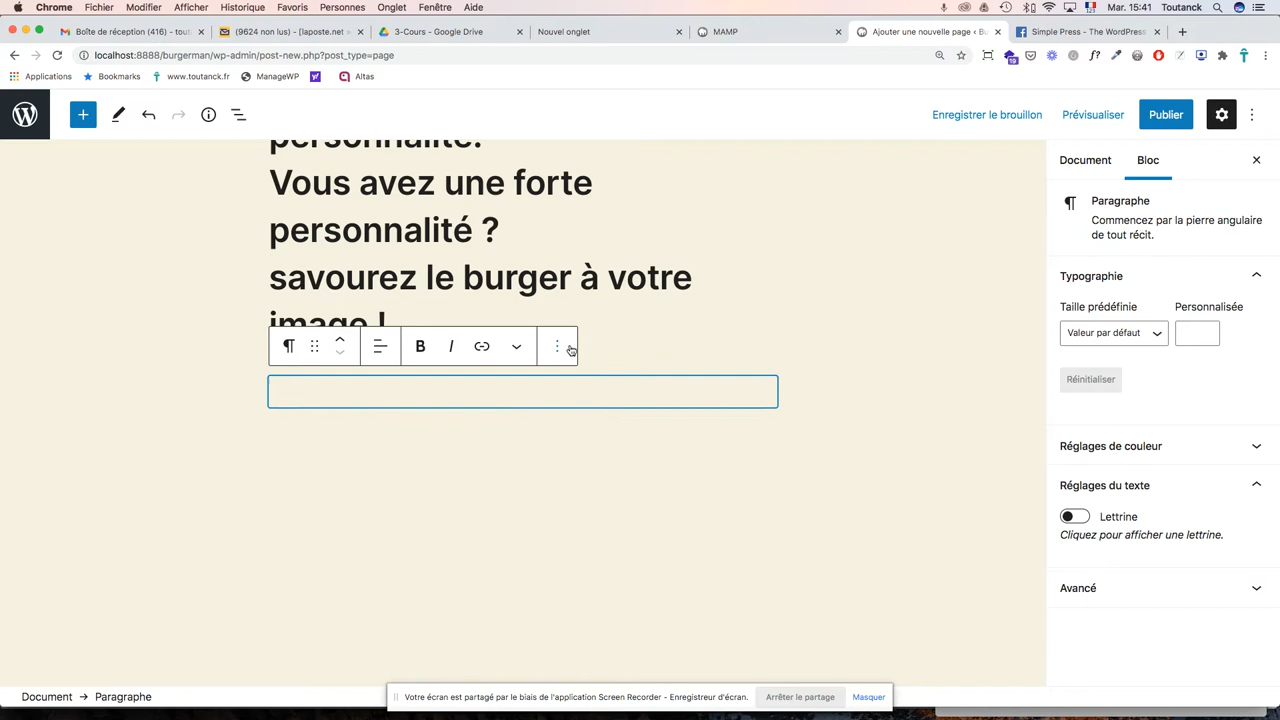 Chrome Fichier Modifier Afficher Historique Favoris Personnes Onglet Fenêtre Aide Mar. 15:41 Toutanck
Boîte de réception (416) - tout (9624 non lus) - [laposte.net - 3-Cours - Google Drive Nouvel onglet MAMP Ajouter une nouvelle page ‹ Bu Simple Press - The WordPress
localhost:8888/burgerman/wp-admin/post-new.php?post_type=page
Applications Bookmarks www.toutanck.fr ManageWP Altas
Enregistrer le brouillon Prévisualiser Publier
personnalité.
Vous avez une forte
personnalité ?
savourez le burger à votre
image !
B I
Document Bloc
Paragraphe
Commencez par la pierre angulaire
de tout récit.
Typographie
Taille prédéfinie Personnalisée
Valeur par défaut
Réinitialiser
Réglages de couleur
Réglages du texte
Lettrine
Cliquez pour afficher une lettrine.
Avancé
Document → Paragraphe
Votre écran est partagé par le biais de l'application Screen Recorder - Enregistreur d'écran. Arrêter le partage Masquer